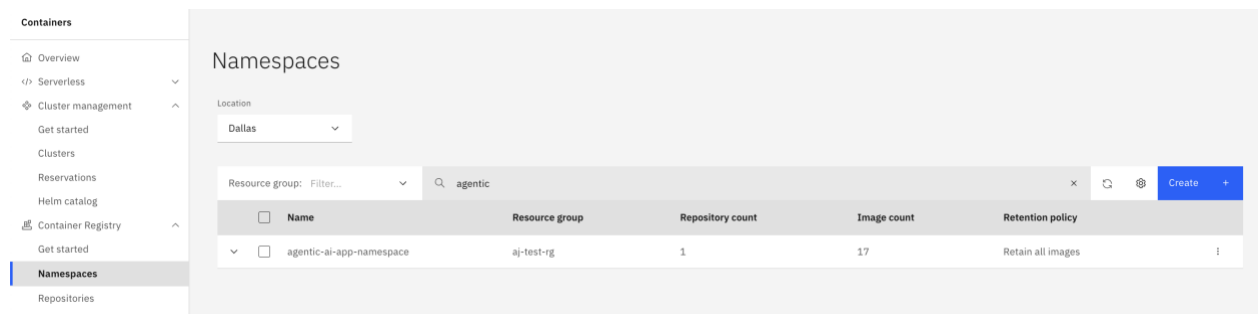 Containers
Overview
</> Serverless
Cluster management
Get started
Clusters
Reservations
Helm catalog
Container Registry
Get started
Namespaces
Repositories
Namespaces
Location
Dallas
Resource group: Filter... agentic Create +
Name Resource group Repository count Image count Retention policy
agentic-ai-app-namespace aj-test-rg 1 17 Retain all images